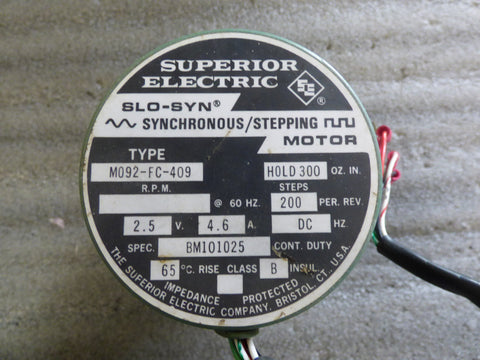 SUPERIOR
ELECTRIC
SE ®
SLO-SYN®
SYNCHRONOUS/STEPPING
MOTOR
TYPE
M092-FC-409 HOLD 300 OZ. IN.
R.P.M. STEPS
@ 60 HZ. 200 PER. REV.
2.5 V. 4.6 A. DC HZ.
SPEC. BM101025 CONT. DUTY
65 °C. RISE CLASS B INSUL.
IMPEDANCE PROTECTED
THE SUPERIOR ELECTRIC COMPANY. BRISTOL, CT. U.S.A.